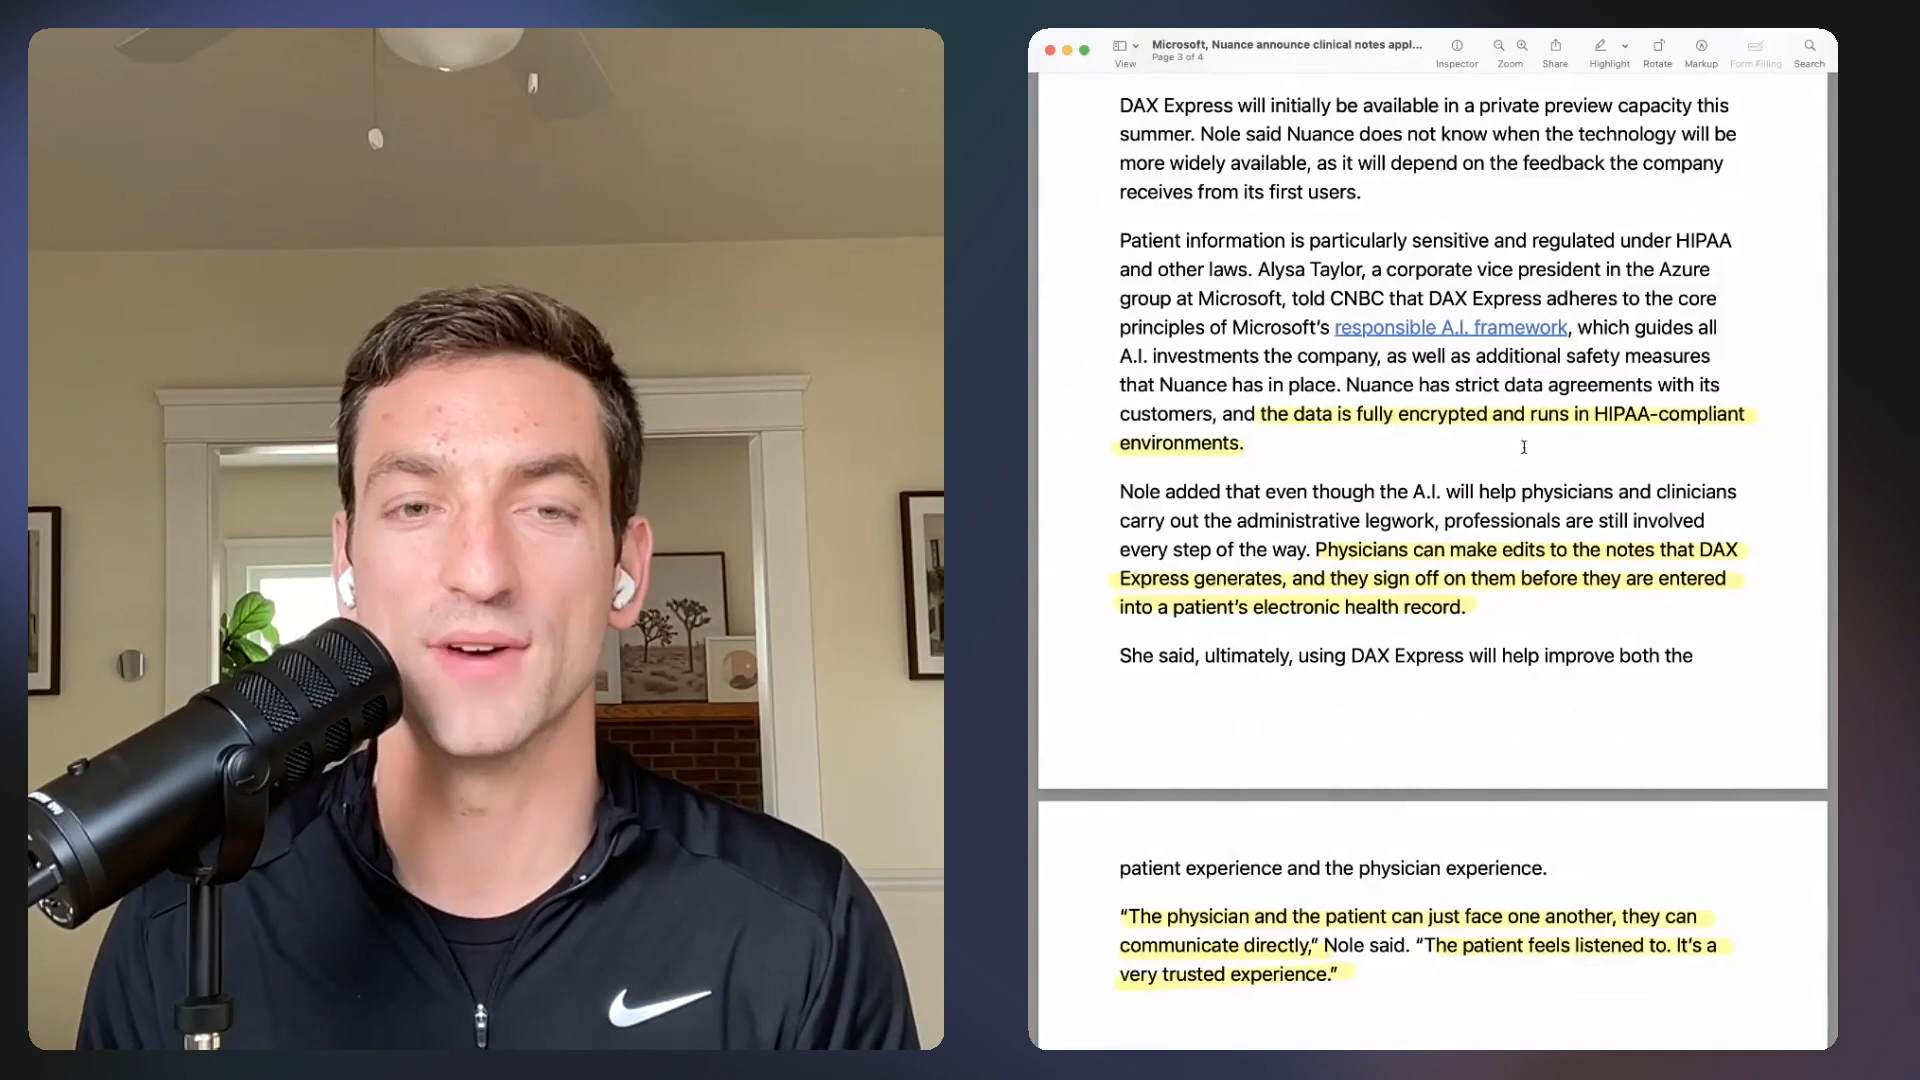 Microsoft, Nuance announce clinical notes appl...
Page 3 of 4
View
Inspector
Zoom
Share
Highlight
Rotate
Markup
Form Filling
Search
DAX Express will initially be available in a private preview capacity this
summer. Nole said Nuance does not know when the technology will be
more widely available, as it will depend on the feedback the company
receives from its first users.
Patient information is particularly sensitive and regulated under HIPAA
and other laws. Alysa Taylor, a corporate vice president in the Azure
group at Microsoft, told CNBC that DAX Express adheres to the core
principles of Microsoft’s responsible A.I. framework, which guides all
A.I. investments the company, as well as additional safety measures
that Nuance has in place. Nuance has strict data agreements with its
customers, and the data is fully encrypted and runs in HIPAA-compliant
environments.
Nole added that even though the A.I. will help physicians and clinicians
carry out the administrative legwork, professionals are still involved
every step of the way. Physicians can make edits to the notes that DAX
Express generates, and they sign off on them before they are entered
into a patient’s electronic health record.
She said, ultimately, using DAX Express will help improve both the
patient experience and the physician experience.
“The physician and the patient can just face one another, they can
communicate directly,” Nole said. “The patient feels listened to. It’s a
very trusted experience.”